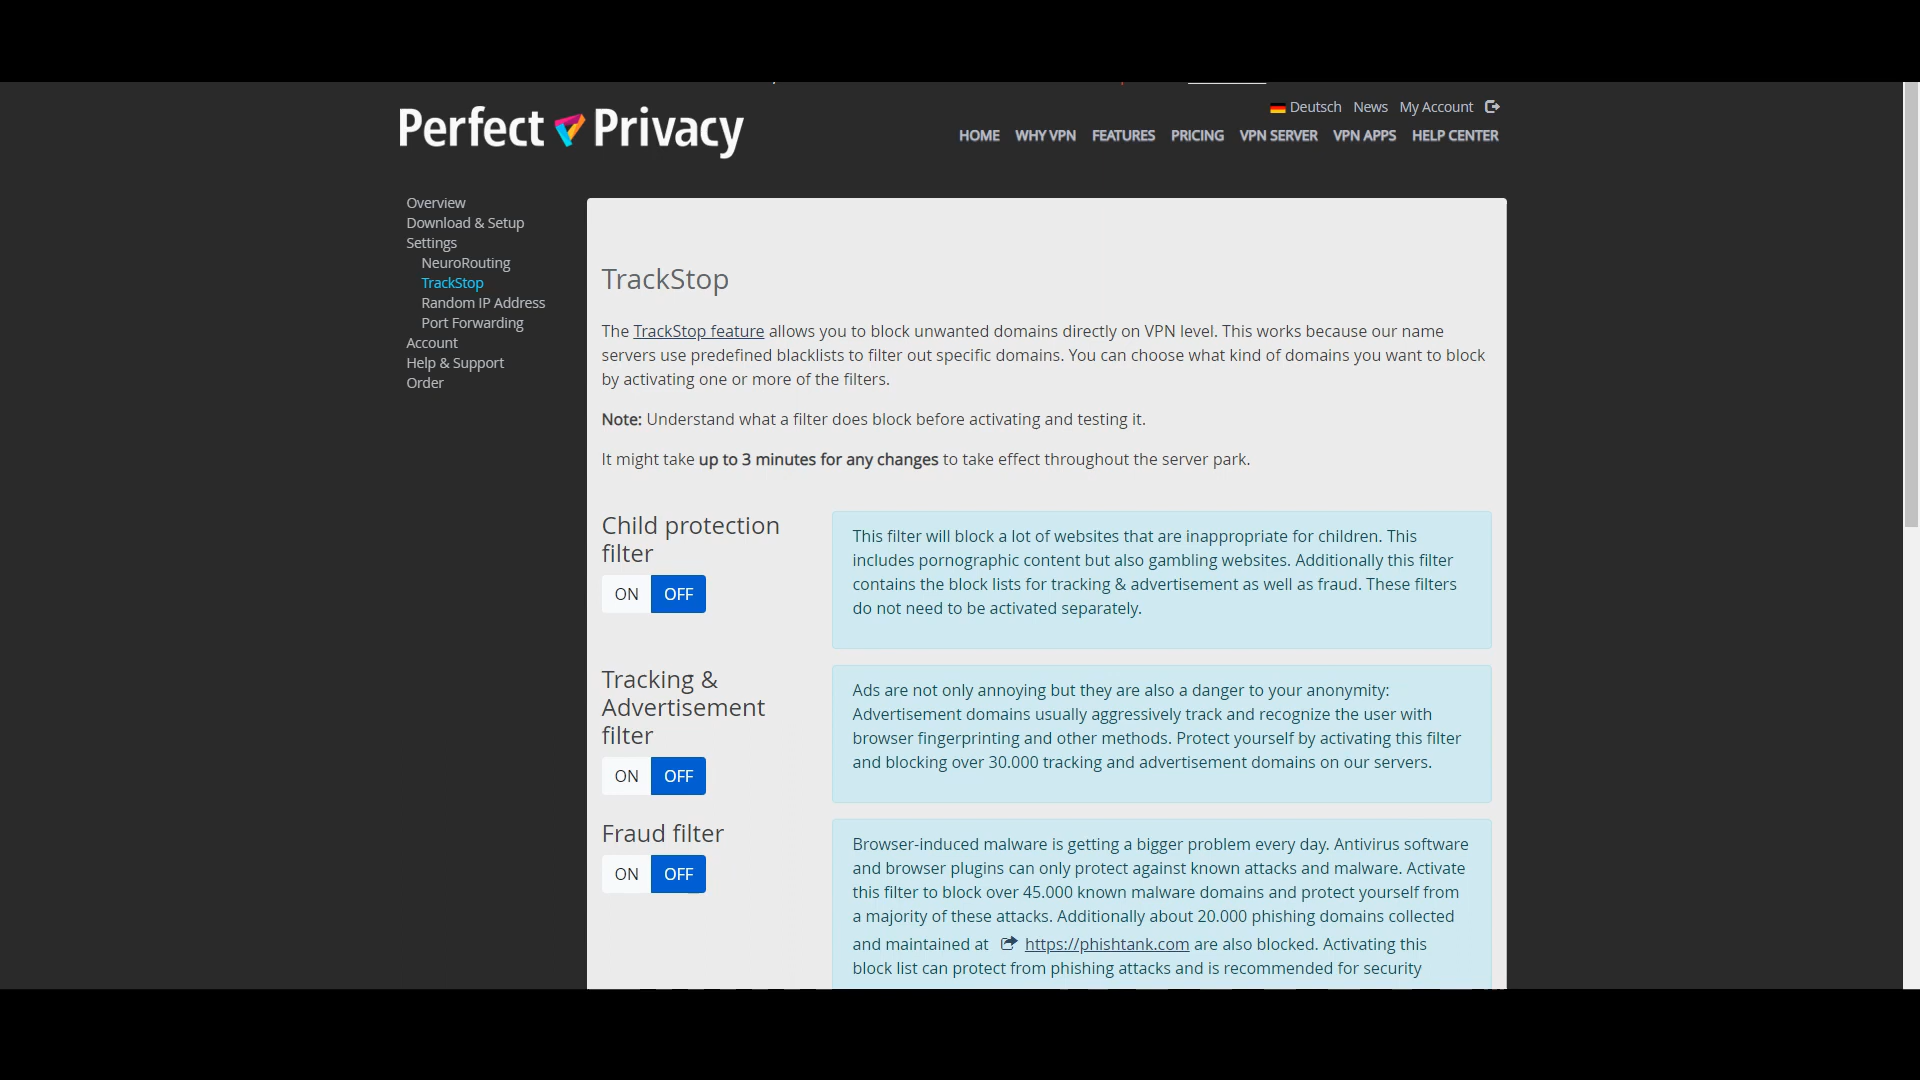 Perfect Privacy
Deutsch News My Account
HOME WHY VPN FEATURES PRICING VPN SERVER VPN APPS HELP CENTER
Overview
Download & Setup
Settings
NeuroRouting
TrackStop
Random IP Address
Port Forwarding
Account
Help & Support
Order
TrackStop
The TrackStop feature allows you to block unwanted domains directly on VPN level. This works because our name
servers use predefined blacklists to filter out specific domains. You can choose what kind of domains you want to block
by activating one or more of the filters.
Note: Understand what a filter does block before activating and testing it.
It might take up to 3 minutes for any changes to take effect throughout the server park.
Child protection
filter
ON OFF
This filter will block a lot of websites that are inappropriate for children. This
includes pornographic content but also gambling websites. Additionally this filter
contains the block lists for tracking & advertisement as well as fraud. These filters
do not need to be activated separately.
Tracking &
Advertisement
filter
ON OFF
Ads are not only annoying but they are also a danger to your anonymity:
Advertisement domains usually aggressively track and recognize the user with
browser fingerprinting and other methods. Protect yourself by activating this filter
and blocking over 30.000 tracking and advertisement domains on our servers.
Fraud filter
ON OFF
Browser-induced malware is getting a bigger problem every day. Antivirus software
and browser plugins can only protect against known attacks and malware. Activate
this filter to block over 45.000 known malware domains and protect yourself from
a majority of these attacks. Additionally about 20.000 phishing domains collected
and maintained at https://phishtank.com are also blocked. Activating this
block list can protect from phishing attacks and is recommended for security